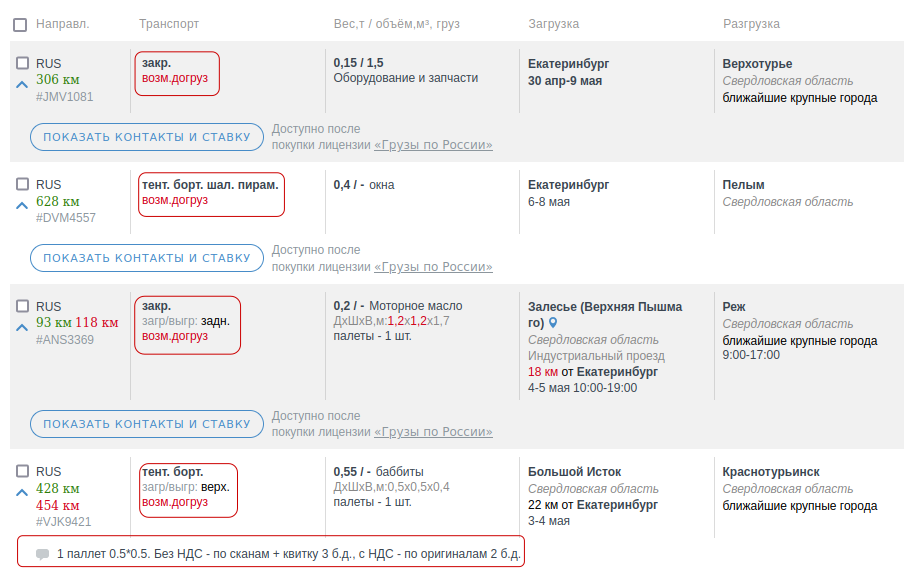 Направл. Транспорт Вес,т / объём,м³, груз Загрузка Разгрузка
RUS
306 км
#JMV1081
закр.
возм.догруз
0,15 / 1,5
Оборудование и запчасти
Екатеринбург
30 апр-9 мая
Верхотурье
Свердловская область
ближайшие крупные города
ПОКАЗАТЬ КОНТАКТЫ И СТАВКУ
Доступно после
покупки лицензии «Грузы по России»
RUS
628 км
#DVM4557
тент. борт. шал. пирам.
возм.догруз
0,4 / - окна
Екатеринбург
6-8 мая
Пелым
Свердловская область
ПОКАЗАТЬ КОНТАКТЫ И СТАВКУ
Доступно после
покупки лицензии «Грузы по России»
RUS
93 км 118 км
#ANS3369
закр.
загр/выгр: задн.
возм.догруз
0,2 / - Моторное масло
ДхШхВ,м:1,2х1,2х1,7
палеты - 1 шт.
Залесье (Верхняя Пышма
го)
Свердловская область
Индустриальный проезд
18 км от Екатеринбург
4-5 мая 10:00-19:00
Реж
Свердловская область
ближайшие крупные города
9:00-17:00
ПОКАЗАТЬ КОНТАКТЫ И СТАВКУ
Доступно после
покупки лицензии «Грузы по России»
RUS
428 км
454 км
#VJK9421
тент. борт.
загр/выгр: верх.
возм.догруз
0,55 / - баббиты
ДхШхВ,м:0,5х0,5х0,4
палеты - 1 шт.
Большой Исток
Свердловская область
22 км от Екатеринбург
3-4 мая
Краснотурьинск
Свердловская область
ближайшие крупные города
1 паллет 0.5*0.5. Без НДС - по сканам + квитку 3 б.д., с НДС - по оригиналам 2 б.д.